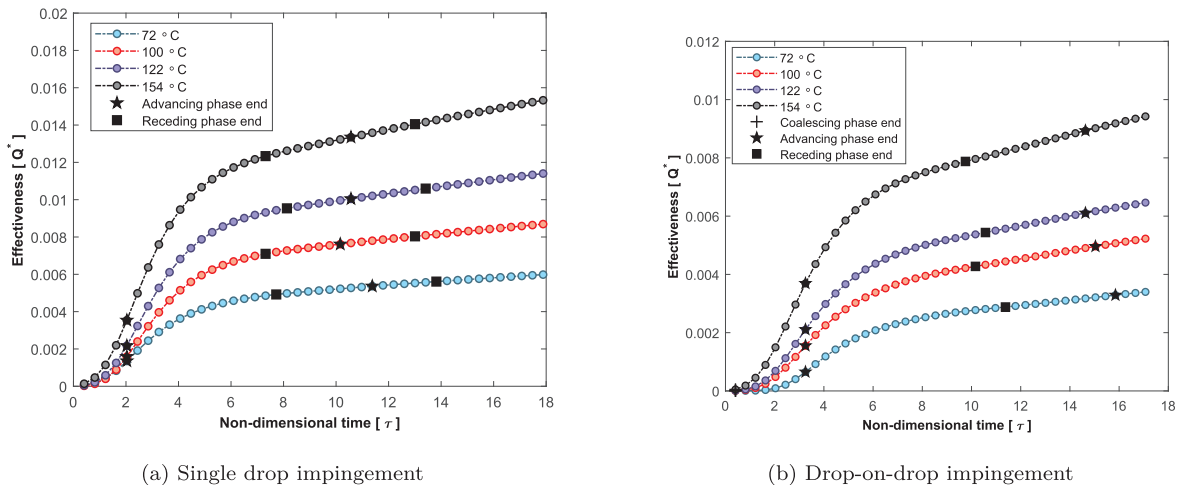 0.02
0.018
0.016
0.014
0.012
0.01
0.008
0.006
0.004
0.002
0
Effectiveness [ Q* ]
72 °C
100 °C
122 °C
154 °C
Advancing phase end
Receding phase end
0 2 4 6 8 10 12 14 16 18
Non-dimensional time [ τ ]
(a) Single drop impingement
0.012
0.01
0.008
0.006
0.004
0.002
0
Effectiveness [ Q* ]
72 °C
100 °C
122 °C
154 °C
Coalescing phase end
Advancing phase end
Receding phase end
0 2 4 6 8 10 12 14 16 18
Non-dimensional time [ τ ]
(b) Drop-on-drop impingement